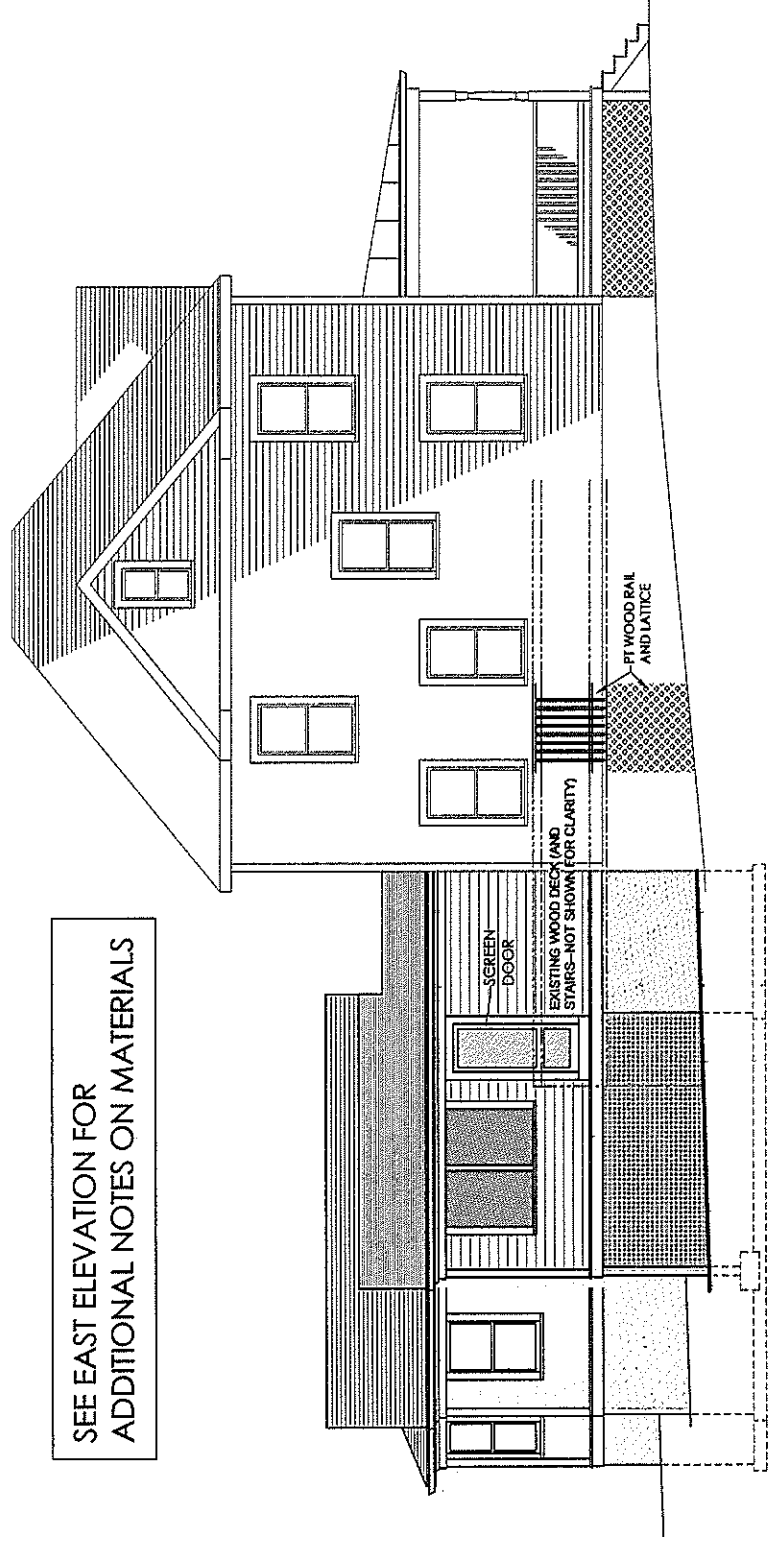 SEE EAST ELEVATION FOR
ADDITIONAL NOTES ON MATERIALS
SCREEN
DOOR
EXISTING WOOD DECK (AND
STAIRS--NOT SHOWN FOR CLARITY)
PT WOOD RAIL
AND LATTICE